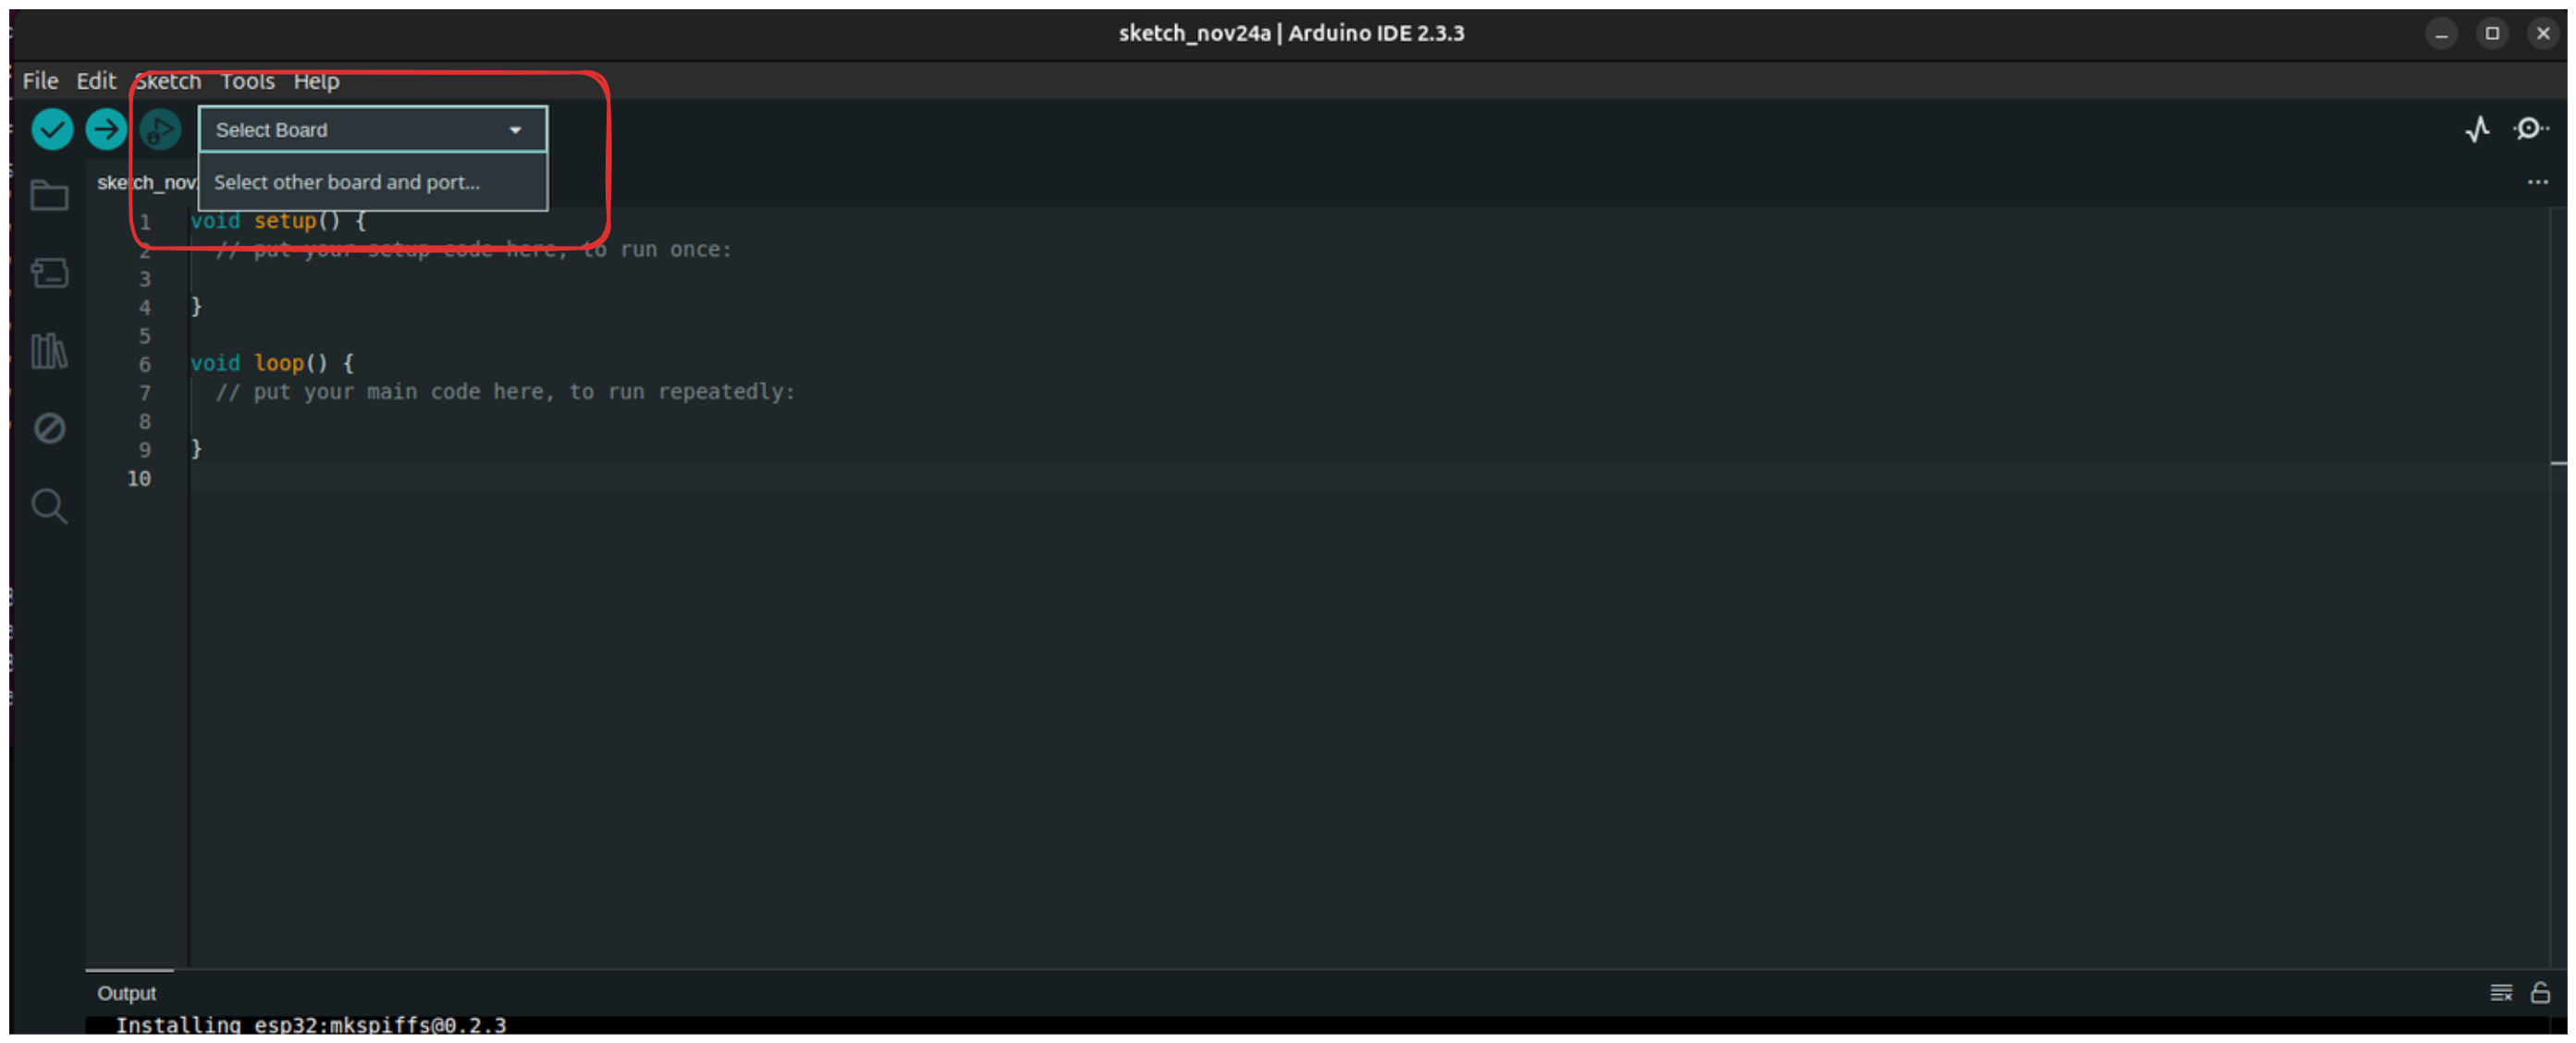 sketch_nov24a | Arduino IDE 2.3.3
File Edit Sketch Tools Help
Select Board
sketch_nov
Select other board and port...
1 void setup() {
2 // put your setup code here, to run once:
3
4 }
5
6 void loop() {
7 // put your main code here, to run repeatedly:
8
9 }
10
Output
Installing esp32:mkspiffs@0.2.3